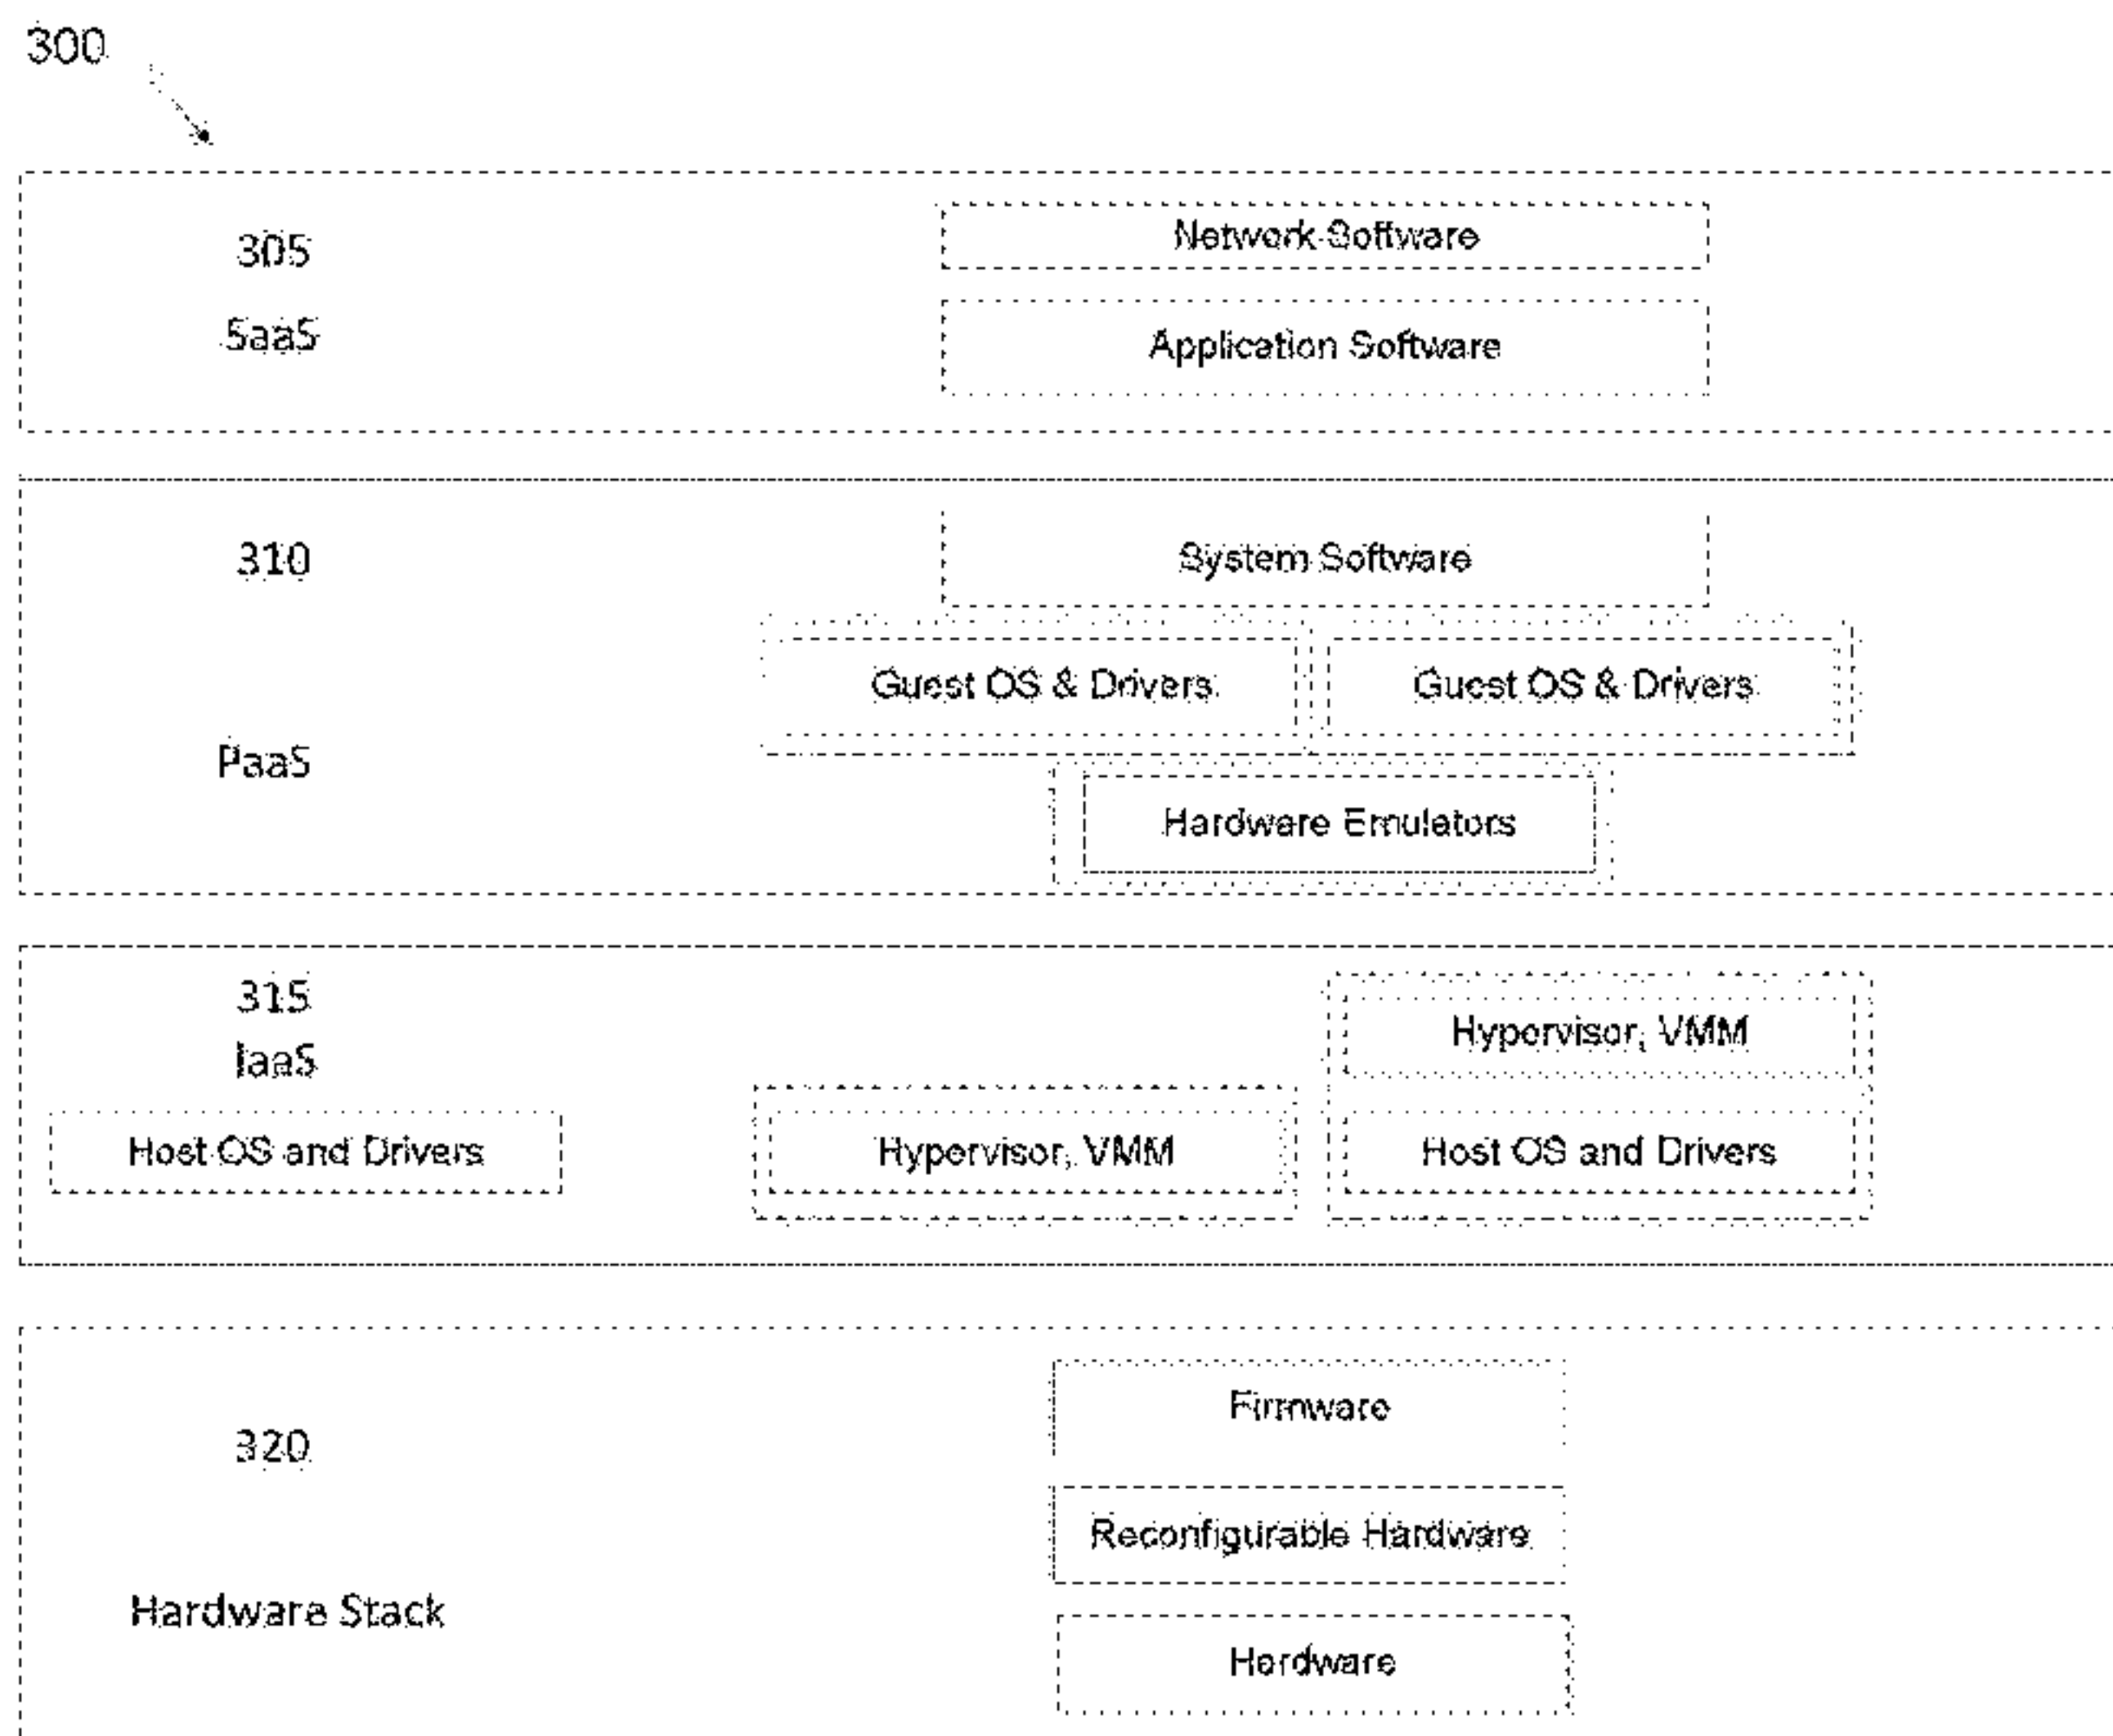 300
305
Network Software
SaaS
Application Software
310
System Software
Guest OS & Drivers
Guest OS & Drivers
PaaS
Hardware Emulators
315
IaaS
Hypervisor, VMM
Host OS and Drivers
Hypervisor, VMM
Host OS and Drivers
320
Firmware
Reconfigurable Hardware
Hardware Stack
Hardware